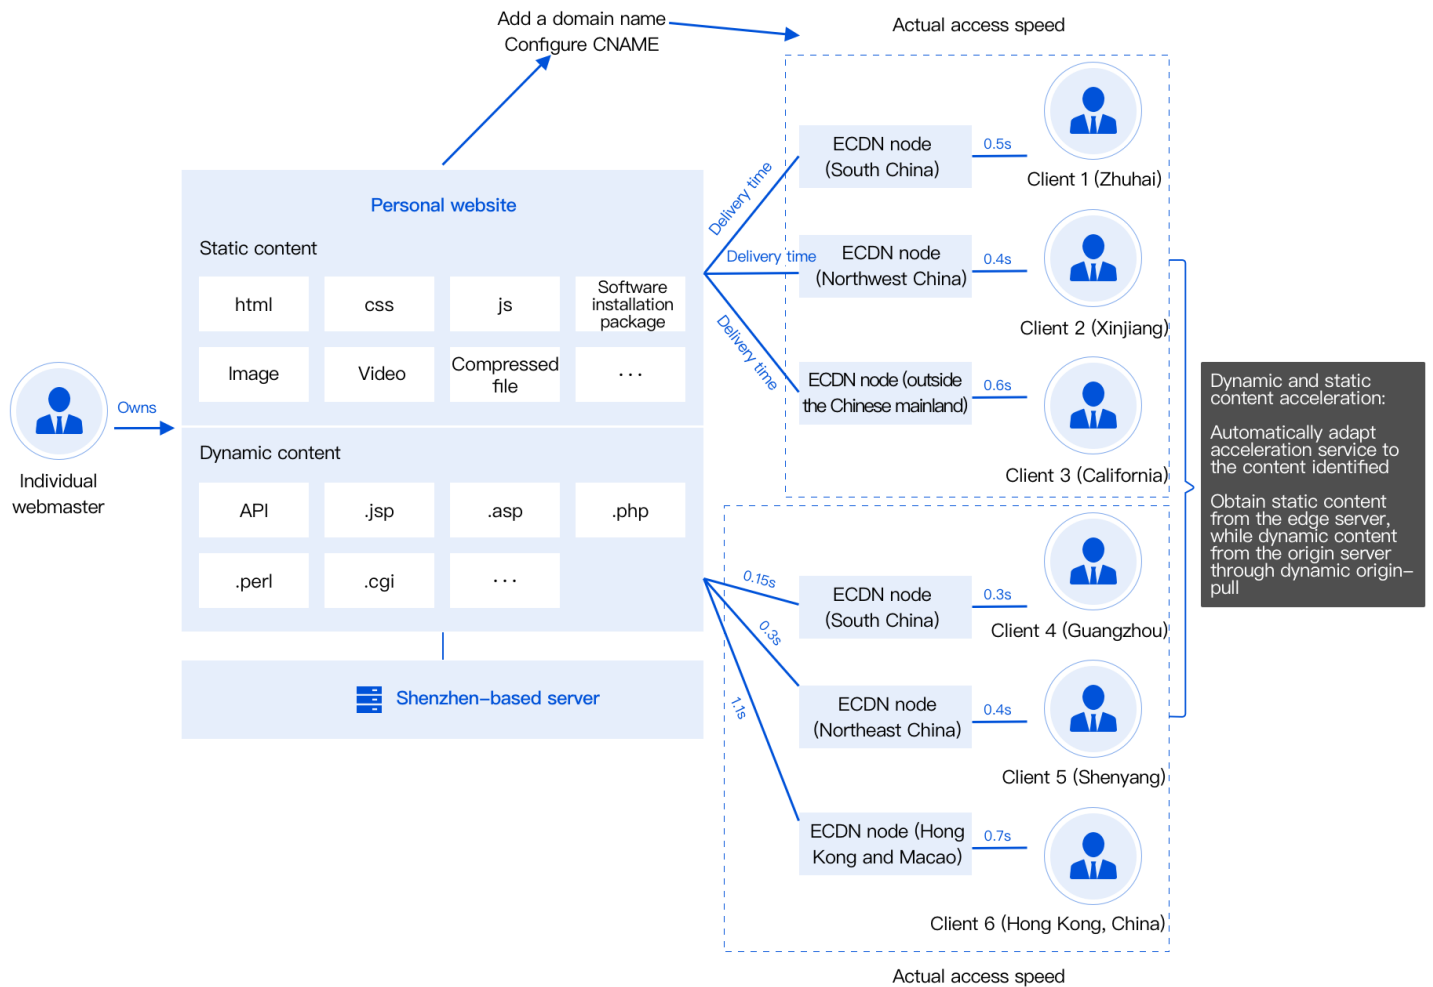 Add a domain name
Configure CNAME
Actual access speed
Personal website
Static content
html
css
js
Software
installation
package
Image
Video
Compressed
file
...
Owns
Individual
webmaster
Dynamic content
API
.jsp
.asp
.php
.perl
.cgi
...
Shenzhen-based server
Delivery time
Delivery time
Delivery time
ECDN node
(South China)
0.5s
Client 1 (Zhuhai)
ECDN node
(Northwest China)
0.4s
Client 2 (Xinjiang)
ECDN node (outside
the Chinese mainland)
0.6s
Client 3 (California)
0.15s
0.3s
1.1s
ECDN node
(South China)
0.3s
Client 4 (Guangzhou)
ECDN node
(Northeast China)
0.4s
Client 5 (Shenyang)
ECDN node (Hong
Kong and Macao)
0.7s
Client 6 (Hong Kong, China)
Actual access speed
Dynamic and static
content acceleration:
Automatically adapt
acceleration service to
the content identified
Obtain static content
from the edge server,
while dynamic content
from the origin server
through dynamic origin-
pull